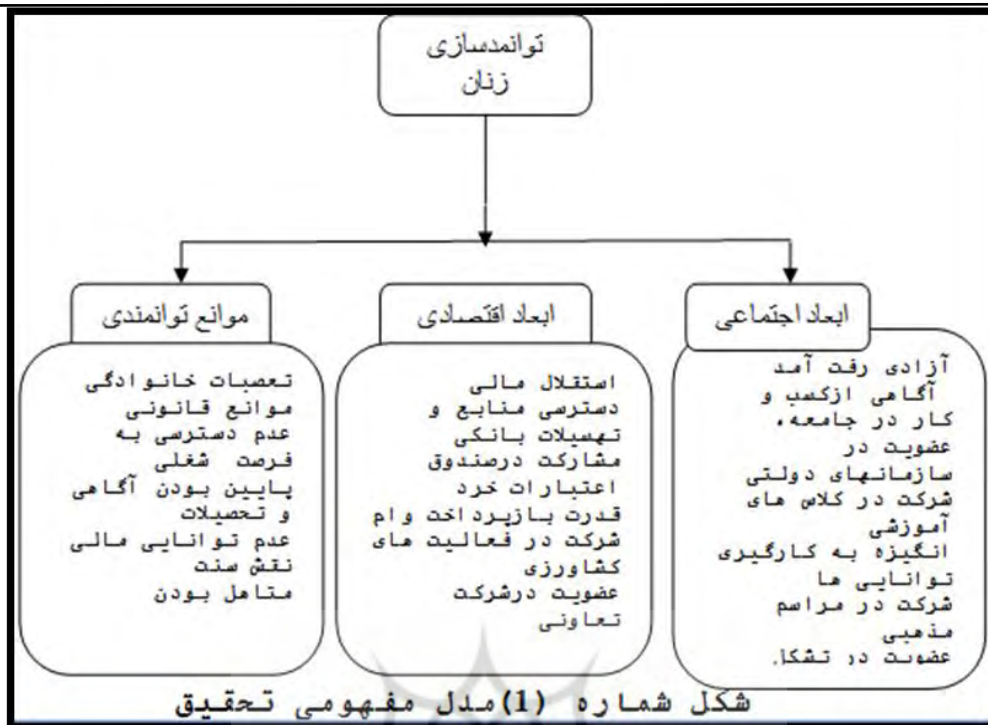 توانمدسازی
زنان
ابعاد اجتماعی
آزادی رفت آمد
آگاهی ازکسب و
کار در جامعه،
عضویت در
سازمانهای دولتی
شرکت در کلاس های
آموزشی
انگیزه به کارگیری
توانایی ها
شرکت در مراسم
مذهبی
عضویت در تشکل
ابعاد اقتصادی
استقلال مالی
دسترسی منابع و
تهسیلات بانکی
مشارکت درصندوق
اعتبارات خرد
قدرت بازپرداخت وام
شرکت در فعالیت های
کشاورزی
عضویت درشرکت
تعاونی
موانع توانمندی
تعصبات خانوادگی
موانع قانونی
عدم دسترسی به
فرصت شغلی
پایین بودن آگاهی
و تحصیلات
عدم توانایی مالی
نقش سنت
متاهل بودن
شکل شماره (1)مدل مفهومی تحقیق